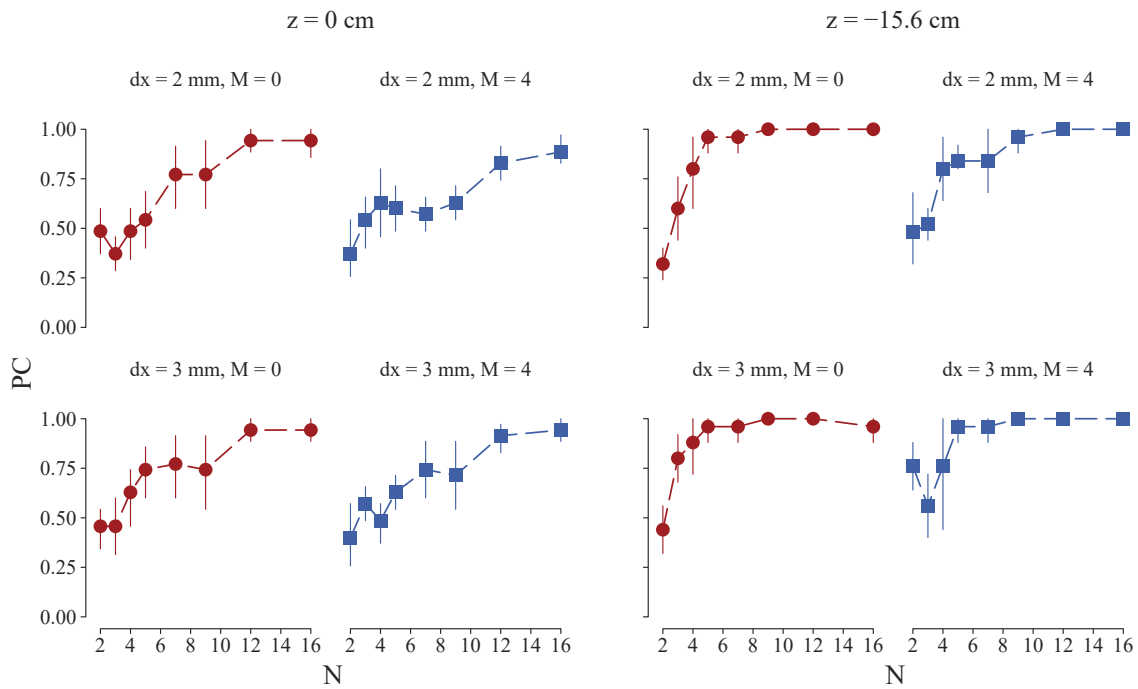 z = 0 cm
z = −15.6 cm
dx = 2 mm, M = 0
dx = 2 mm, M = 4
dx = 2 mm, M = 0
dx = 2 mm, M = 4
1.00
0.75
0.50
0.25
0.00
PC
dx = 3 mm, M = 0
dx = 3 mm, M = 4
dx = 3 mm, M = 0
dx = 3 mm, M = 4
1.00
0.75
0.50
0.25
0.00
2 4 6 8 10 12 14 16
2 4 6 8 10 12 14 16
2 4 6 8 10 12 14 16
2 4 6 8 10 12 14 16
N
N